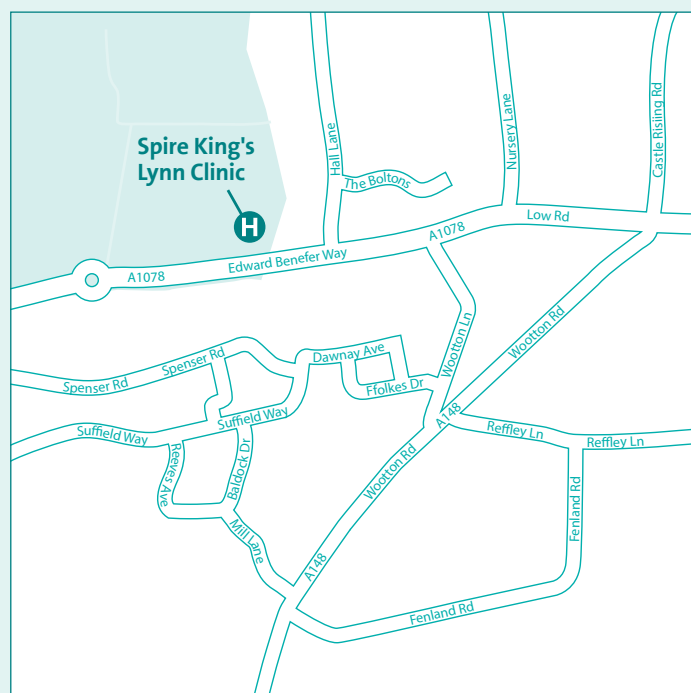 Spire King's
Lynn Clinic
H
Hall Lane
The Boltons
Nursery Lane
Castle Risiing Rd
Low Rd
A1078
Edward Benefer Way
A1078
Wootton Ln
Wootton Rd
Dawnay Ave
Spenser Rd
Spenser Rd
Ffolkes Dr
Suffield Way
Suffield Way
A148
Reffley Ln
Reffley Ln
Reeves Ave
Baldock Dr
Wootton Rd
Fenland Rd
Mill Lane
A148
Fenland Rd